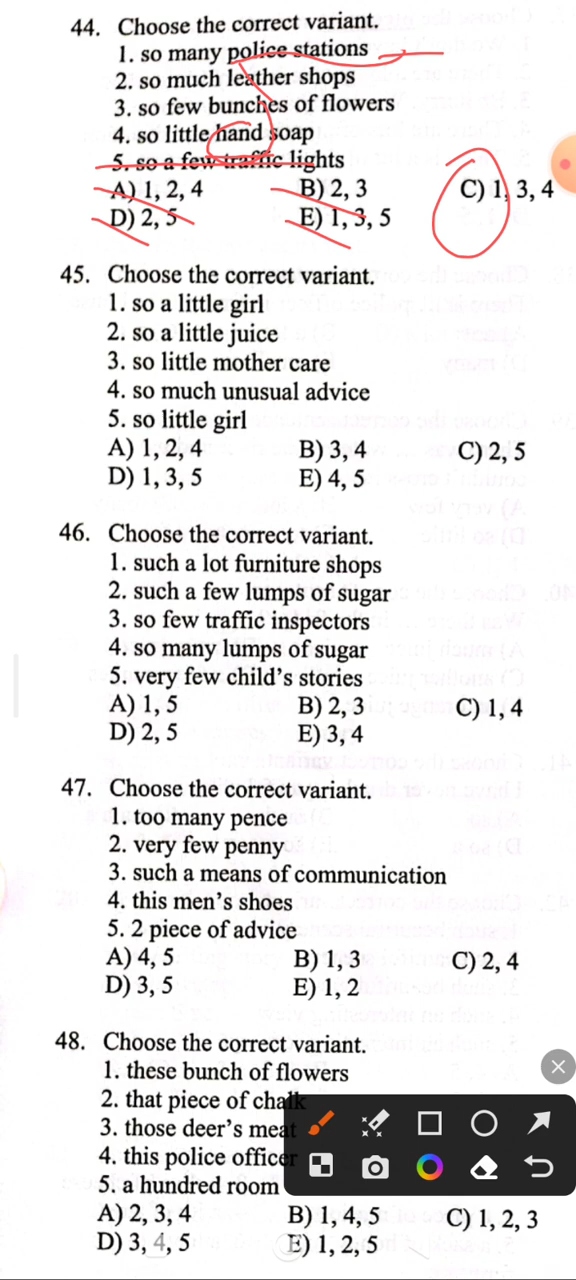 44. Choose the correct variant.
1. so many police stations
2. so much leather shops
3. so few bunches of flowers
4. so little hand soap
5. so a few traffic lights
A) 1, 2, 4 B) 2, 3 C) 1, 3, 4
D) 2, 5 E) 1, 3, 5
45. Choose the correct variant.
1. so a little girl
2. so a little juice
3. so little mother care
4. so much unusual advice
5. so little girl
A) 1, 2, 4 B) 3, 4 C) 2, 5
D) 1, 3, 5 E) 4, 5
46. Choose the correct variant.
1. such a lot furniture shops
2. such a few lumps of sugar
3. so few traffic inspectors
4. so many lumps of sugar
5. very few child's stories
A) 1, 5 B) 2, 3 C) 1, 4
D) 2, 5 E) 3, 4
47. Choose the correct variant.
1. too many pence
2. very few penny
3. such a means of communication
4. this men's shoes
5. 2 piece of advice
A) 4, 5 B) 1, 3 C) 2, 4
D) 3, 5 E) 1, 2
48. Choose the correct variant.
1. these bunch of flowers
2. that piece of chalk
3. those deer's meat
4. this police officer
5. a hundred room
A) 2, 3, 4 B) 1, 4, 5 C) 1, 2, 3
D) 3, 4, 5 E) 1, 2, 5